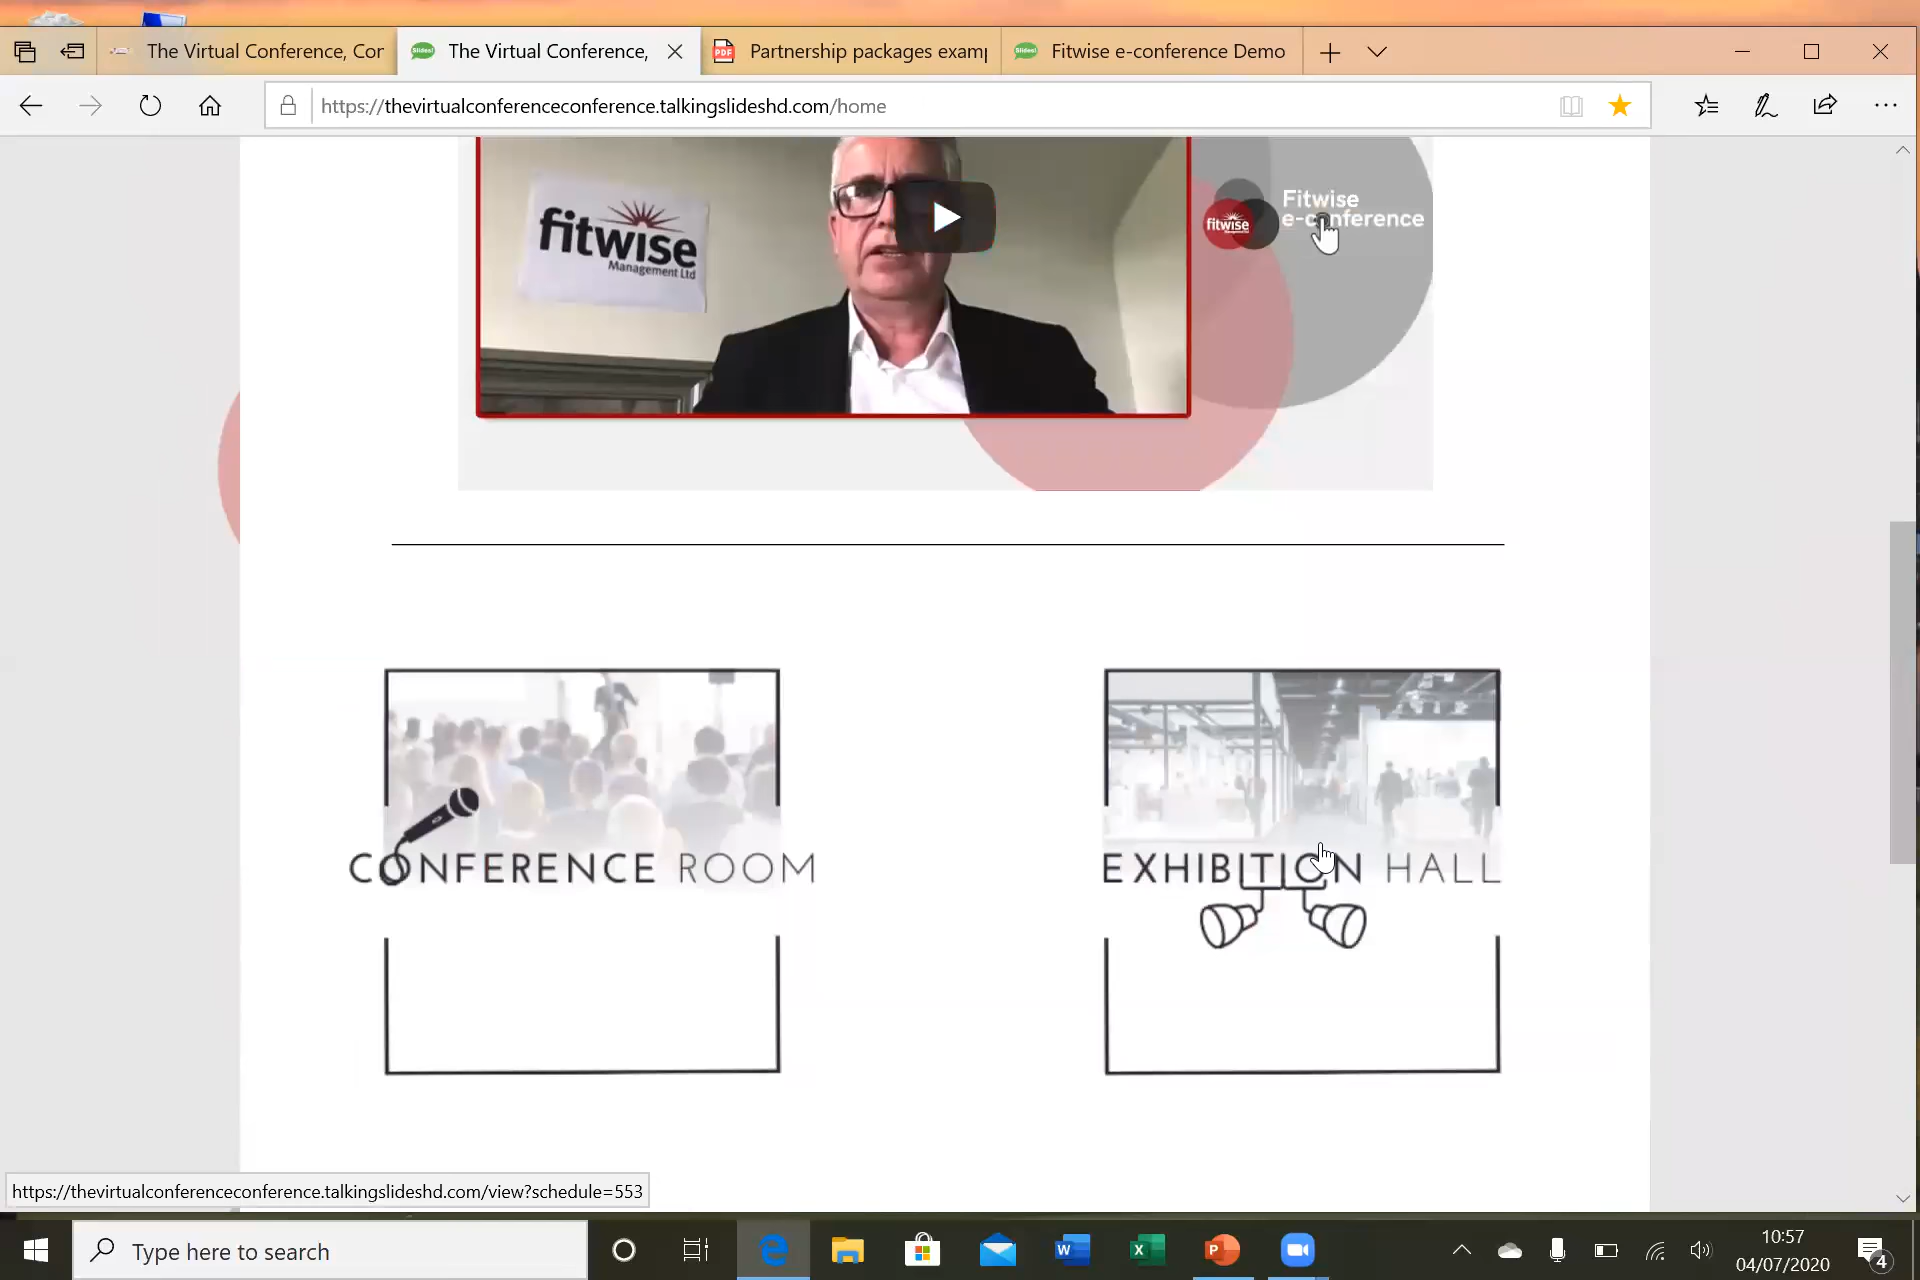 The Virtual Conference, Cor
The Virtual Conference,
PDF
Partnership packages exam
Fitwise e-conference Demo
https://thevirtualconferenceconference.talkingslideshd.com/home
fitwise
Management Ltd
fitwise
Fitwise
e-conference
CONFERENCE ROOM
EXHIBITION HALL
https://thevirtualconferenceconference.talkingslideshd.com/view?schedule=553
Type here to search
10:57
04/07/2020
4